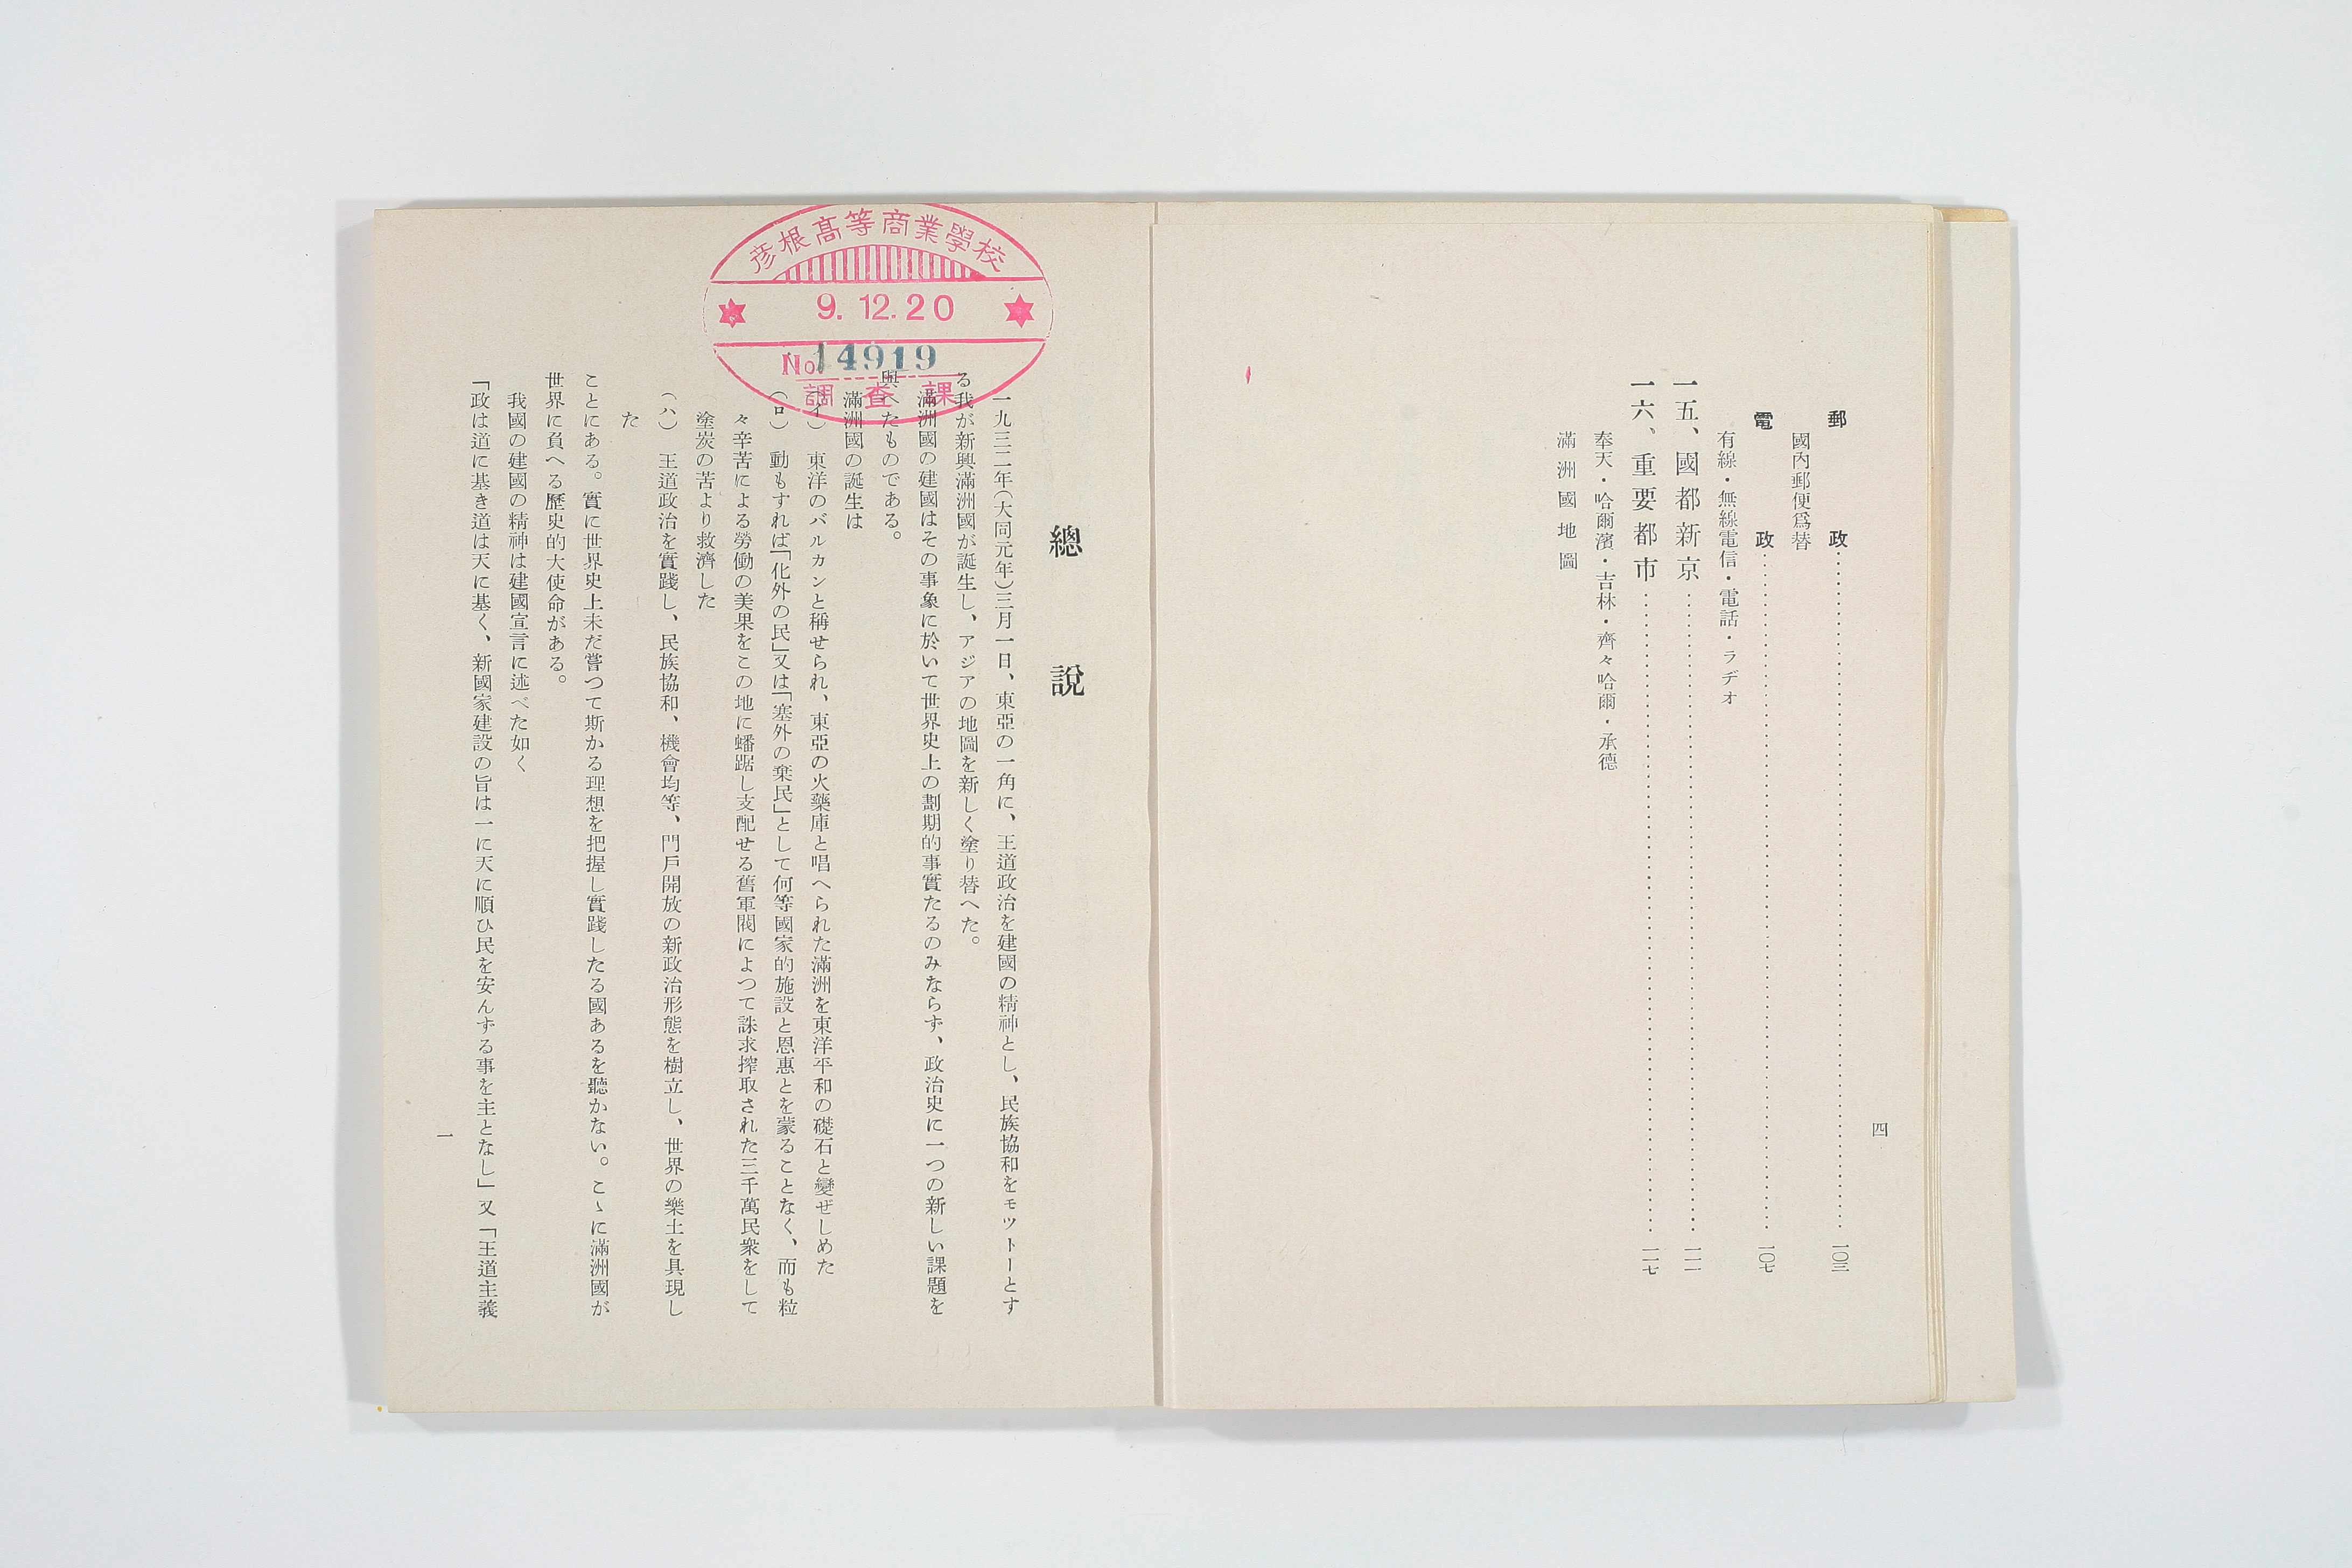 四
郵政……一〇三
國內郵便爲替
電政……一〇七
有線・無線電信・電話・ラデオ
一五、國都新京……一一一
一六、重要都市……一一七
奉天・哈爾濱・吉林・齊々哈爾・承德
滿洲國地圖
彦根高等商業學校
9.12.20
No.14919
調查課
總說
一九三二年(大同元年)三月一日、東亞の一角に、王道政治を建國の精神とし、民族協和をモツトーとす
る我が新興滿洲國が誕生し、アジアの地圖を新しく塗り替へた。
滿洲國の建國はその事象に於いて世界史上の劃期的事實たるのみならず、政治史に一つの新しい課題を
與へたものである。
滿洲國の誕生は
(イ) 東洋のバルカンと稱せられ、東亞の火藥庫と唱へられた滿洲を東洋平和の礎石と變ぜしめた
(ロ) 動もすれば「化外の民」又は「塞外の棄民」として何等國家的施設と恩惠とを蒙ることなく、而も粒
々辛苦による勞働の美果をこの地に蟠踞し支配せる舊軍閥によつて誅求搾取された三千萬民衆をして
塗炭の苦より救濟した
(ハ) 王道政治を實踐し、民族協和、機會均等、門戶開放の新政治形態を樹立し、世界の樂土を具現し
た
ことにある。實に世界史上未だ嘗つて斯かる理想を把握し實踐したる國あるを聽かない。こゝに滿洲國が
世界に負へる歷史的大使命がある。
我國の建國の精神は建國宣言に述べた如く
「政は道に基き道は天に基く、新國家建設の旨は一に天に順ひ民を安んずる事を主となし」又「王道主義
一